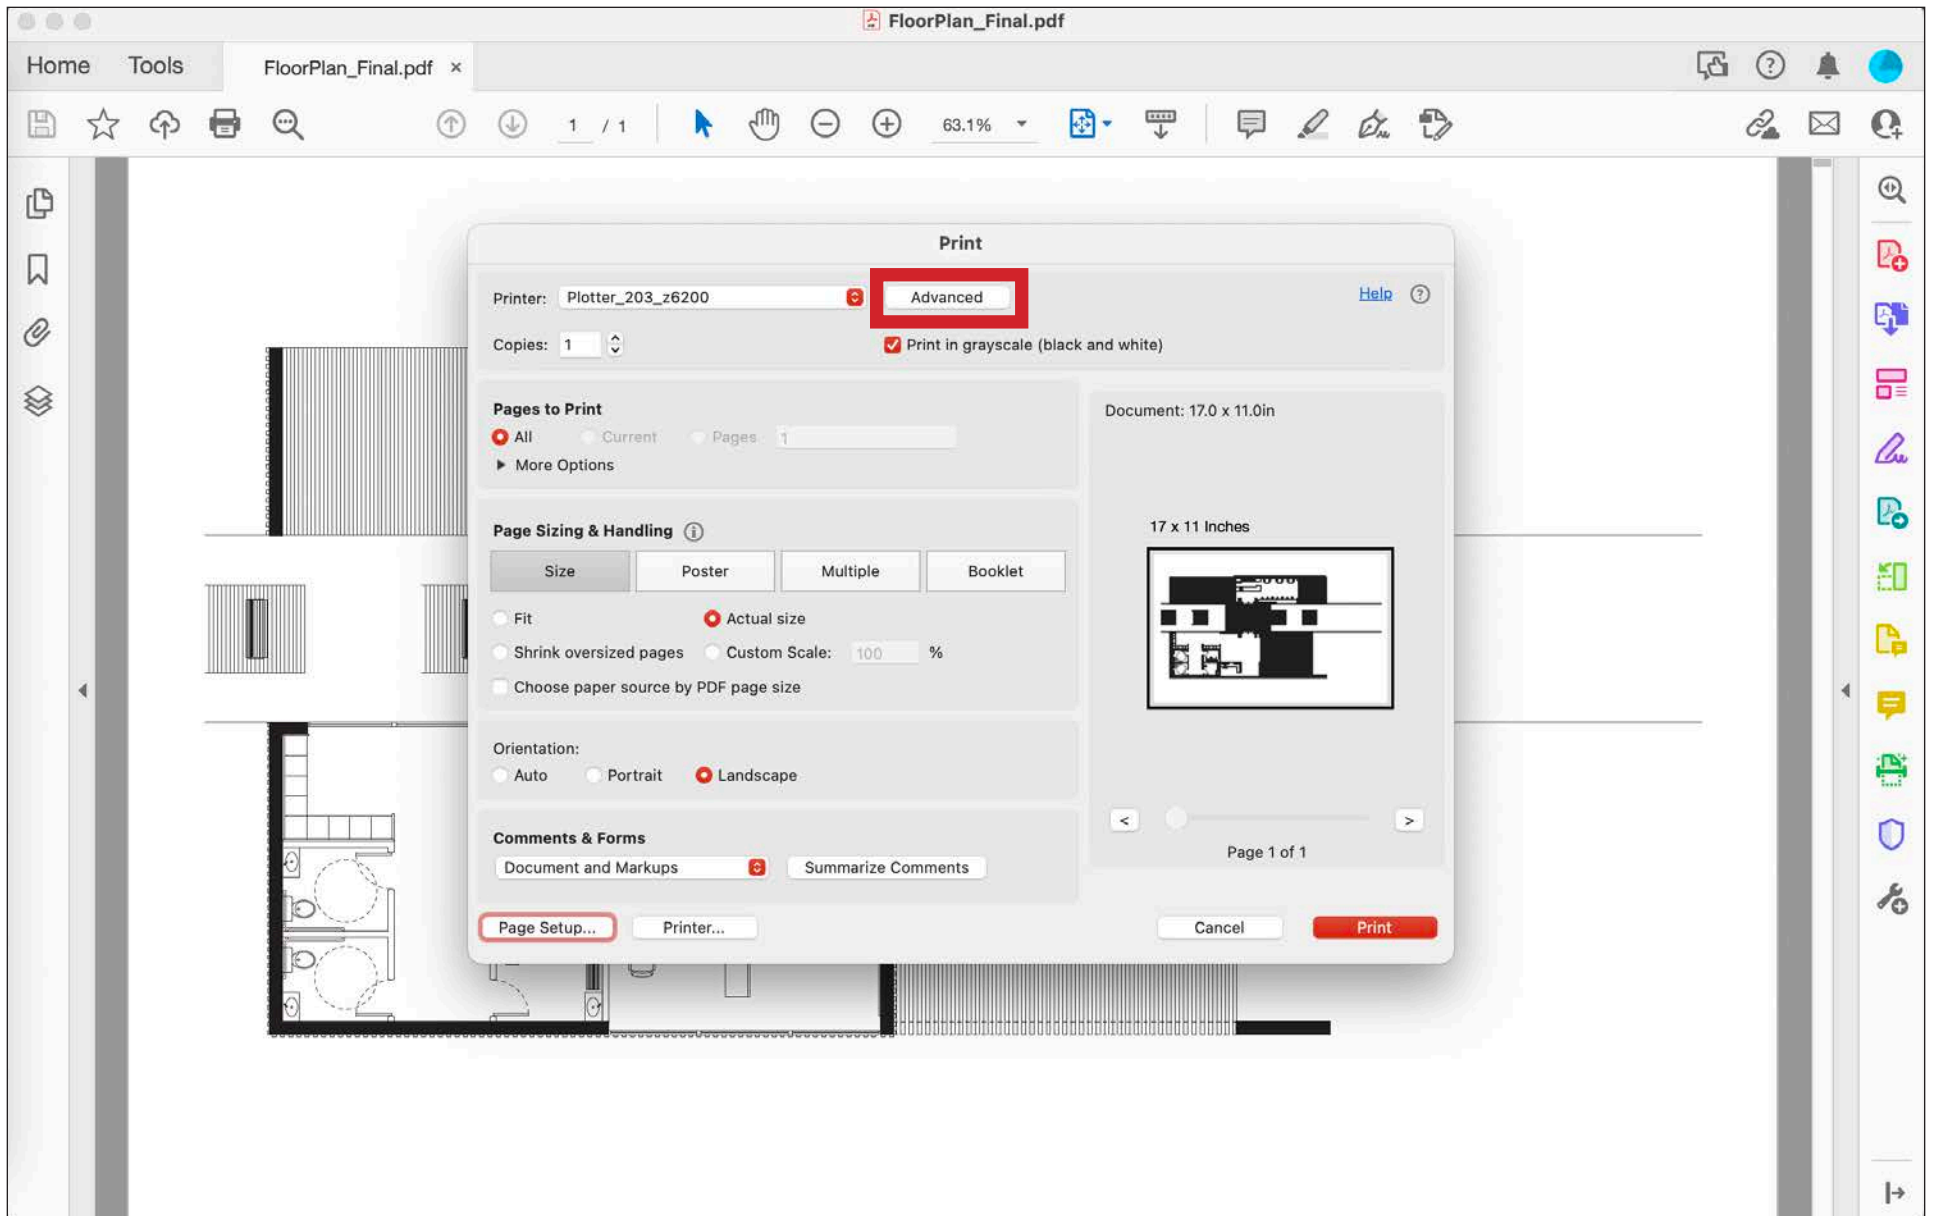 FloorPlan_Final.pdf
Home Tools FloorPlan_Final.pdf ×
1 / 1 63.1%
Print
Printer: Plotter_203_z6200 Advanced Help ?
Copies: 1 Print in grayscale (black and white)
Pages to Print
All Current Pages 1
More Options
Document: 17.0 x 11.0in
Page Sizing & Handling i
17 x 11 Inches
Size Poster Multiple Booklet
Fit Actual size
Shrink oversized pages Custom Scale: 100 %
Choose paper source by PDF page size
Orientation:
Auto Portrait Landscape
< >
Comments & Forms
Page 1 of 1
Document and Markups Summarize Comments
Page Setup... Printer... Cancel Print